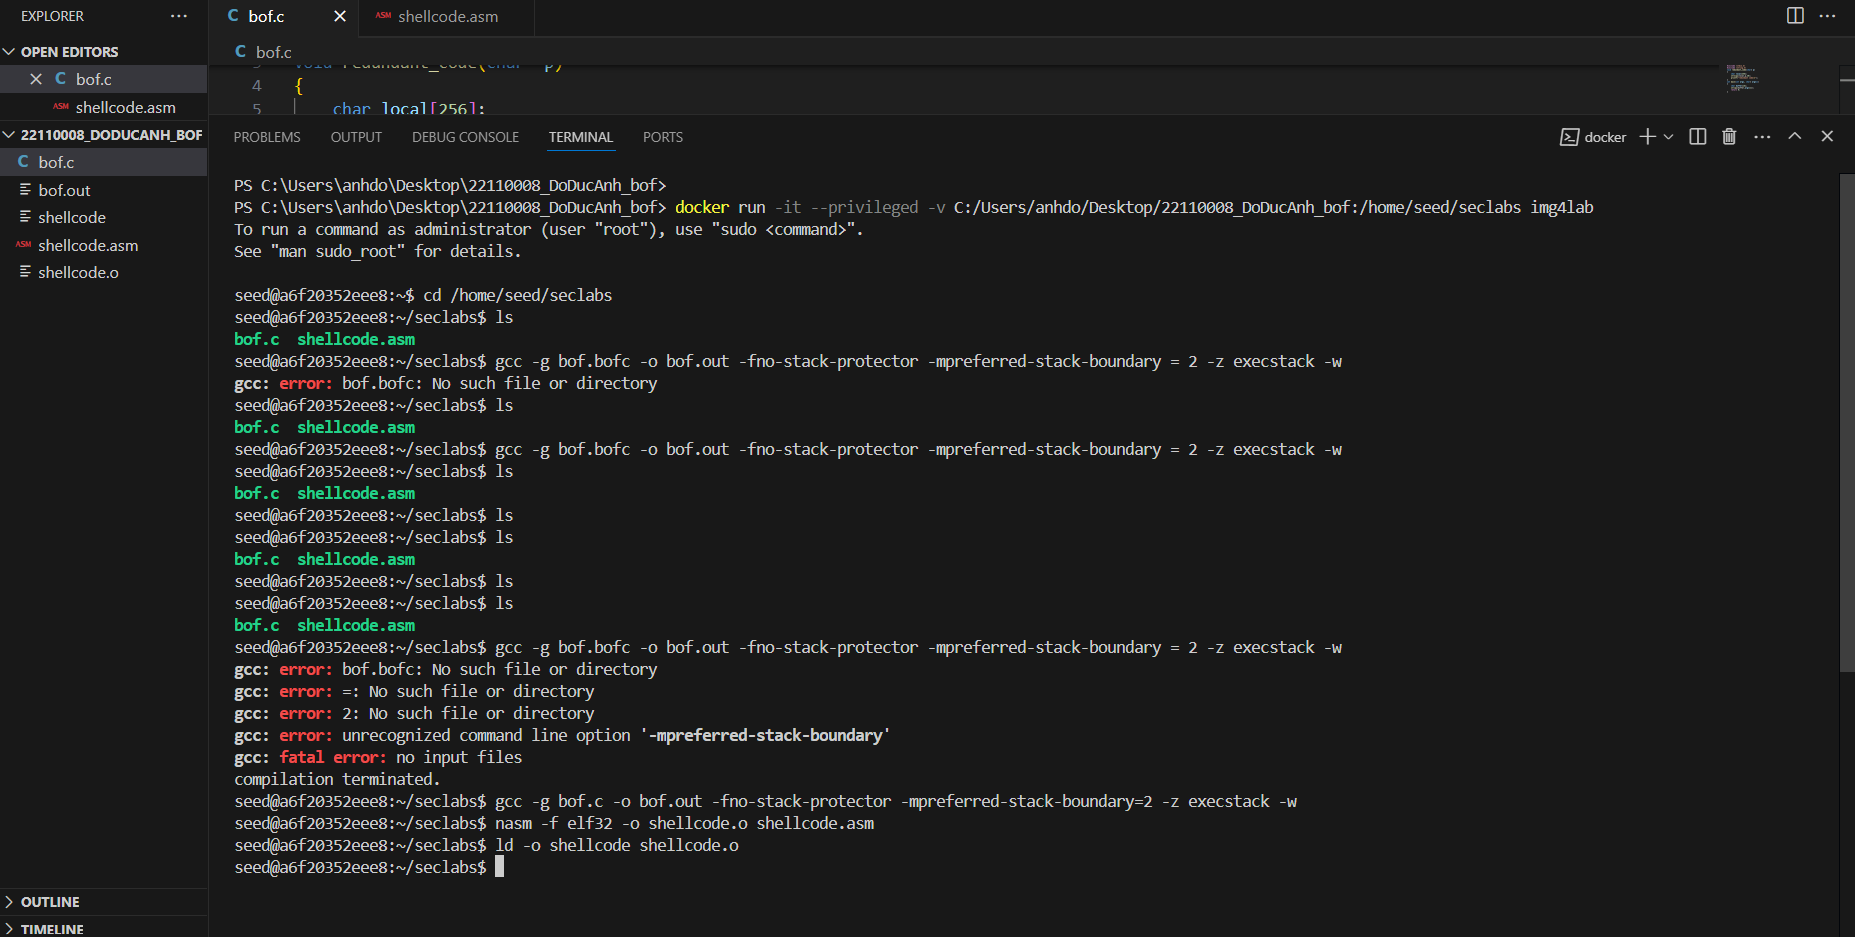 EXPLORER
OPEN EDITORS
C bof.c
ASM shellcode.asm
22110008_DODUCANH_BOF
C bof.c
bof.out
shellcode
ASM shellcode.asm
shellcode.o
OUTLINE
TIMELINE
C bof.c
ASM shellcode.asm
C bof.c
3 void redundant_code(char* p)
4 {
5 char local[256];
PROBLEMS OUTPUT DEBUG CONSOLE TERMINAL PORTS
docker
PS C:\Users\anhdo\Desktop\22110008_DoDucAnh_bof>
PS C:\Users\anhdo\Desktop\22110008_DoDucAnh_bof> docker run -it --privileged -v C:/Users/anhdo/Desktop/22110008_DoDucAnh_bof:/home/seed/seclabs img4lab
To run a command as administrator (user "root"), use "sudo <command>".
See "man sudo_root" for details.
seed@a6f20352eee8:~$ cd /home/seed/seclabs
seed@a6f20352eee8:~/seclabs$ ls
bof.c  shellcode.asm
seed@a6f20352eee8:~/seclabs$ gcc -g bof.bofc -o bof.out -fno-stack-protector -mpreferred-stack-boundary = 2 -z execstack -w
gcc: error: bof.bofc: No such file or directory
seed@a6f20352eee8:~/seclabs$ ls
bof.c  shellcode.asm
seed@a6f20352eee8:~/seclabs$ gcc -g bof.bofc -o bof.out -fno-stack-protector -mpreferred-stack-boundary = 2 -z execstack -w
seed@a6f20352eee8:~/seclabs$ ls
bof.c  shellcode.asm
seed@a6f20352eee8:~/seclabs$ ls
seed@a6f20352eee8:~/seclabs$ ls
bof.c  shellcode.asm
seed@a6f20352eee8:~/seclabs$ ls
seed@a6f20352eee8:~/seclabs$ ls
bof.c  shellcode.asm
seed@a6f20352eee8:~/seclabs$ gcc -g bof.bofc -o bof.out -fno-stack-protector -mpreferred-stack-boundary = 2 -z execstack -w
gcc: error: bof.bofc: No such file or directory
gcc: error: =: No such file or directory
gcc: error: 2: No such file or directory
gcc: error: unrecognized command line option '-mpreferred-stack-boundary'
gcc: fatal error: no input files
compilation terminated.
seed@a6f20352eee8:~/seclabs$ gcc -g bof.c -o bof.out -fno-stack-protector -mpreferred-stack-boundary=2 -z execstack -w
seed@a6f20352eee8:~/seclabs$ nasm -f elf32 -o shellcode.o shellcode.asm
seed@a6f20352eee8:~/seclabs$ ld -o shellcode shellcode.o
seed@a6f20352eee8:~/seclabs$